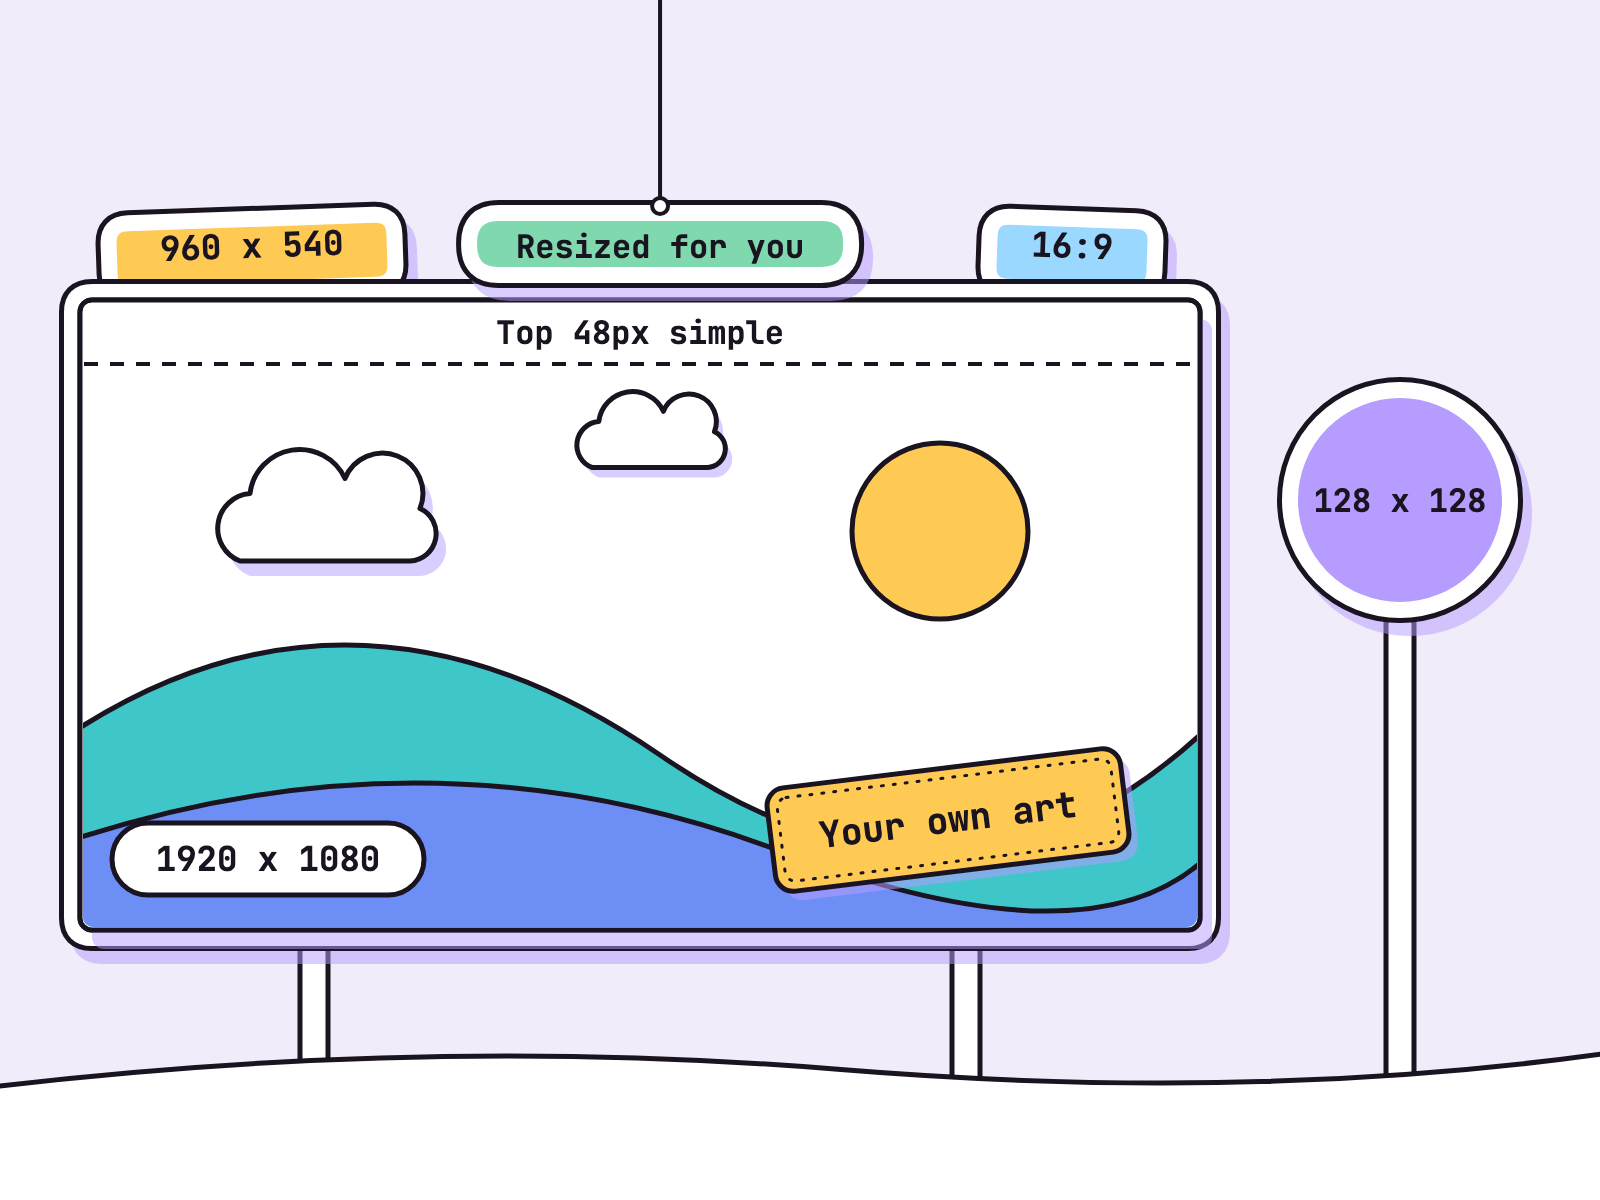 960 x 540
Resized for you
16:9
Top 48px simple
128 x 128
Your own art
1920 x 1080